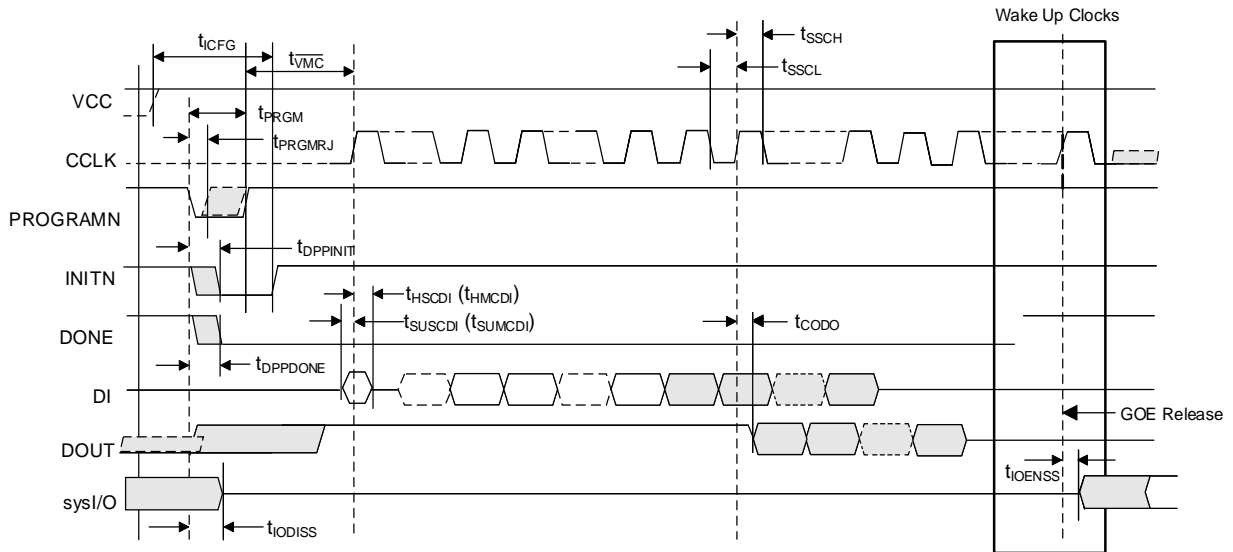 Wake Up Clocks
tICFG
tVMC
tSSCH
tSSCL
VCC
tPRGM
tPRGMRJ
CCLK
PROGRAMN
tDPPINIT
INITN
tHSCDI (tHMCDI)
tSUSCDI (tSUMCDI)
tCODO
DONE
tDPPDONE
DI
GOE Release
DOUT
tIOENSS
sysI/O
tIODISS